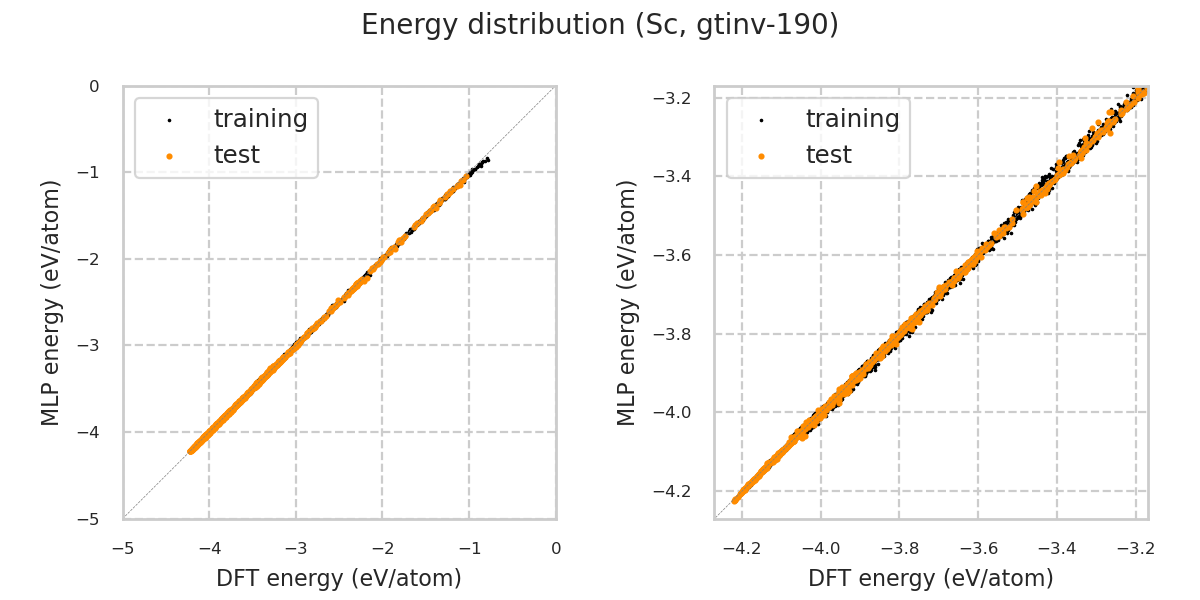 Energy distribution (Sc, gtinv-190)
training
test
MLP energy (eV/atom)
0
−1
−2
−3
−4
−5
−5
−4
−3
−2
−1
0
DFT energy (eV/atom)
training
test
MLP energy (eV/atom)
−3.2
−3.4
−3.6
−3.8
−4.0
−4.2
−4.2
−4.0
−3.8
−3.6
−3.4
−3.2
DFT energy (eV/atom)